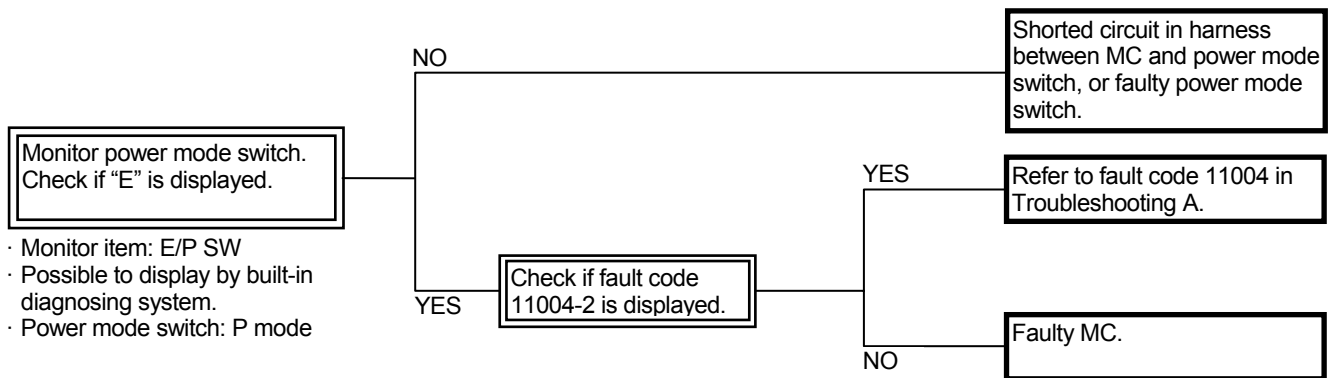 Monitor power mode switch.
Check if “E” is displayed.
· Monitor item: E/P SW
· Possible to display by built-in
diagnosing system.
· Power mode switch: P mode
NO
Shorted circuit in harness
between MC and power mode
switch, or faulty power mode
switch.
YES
Check if fault code
11004-2 is displayed.
YES
Refer to fault code 11004 in
Troubleshooting A.
NO
Faulty MC.